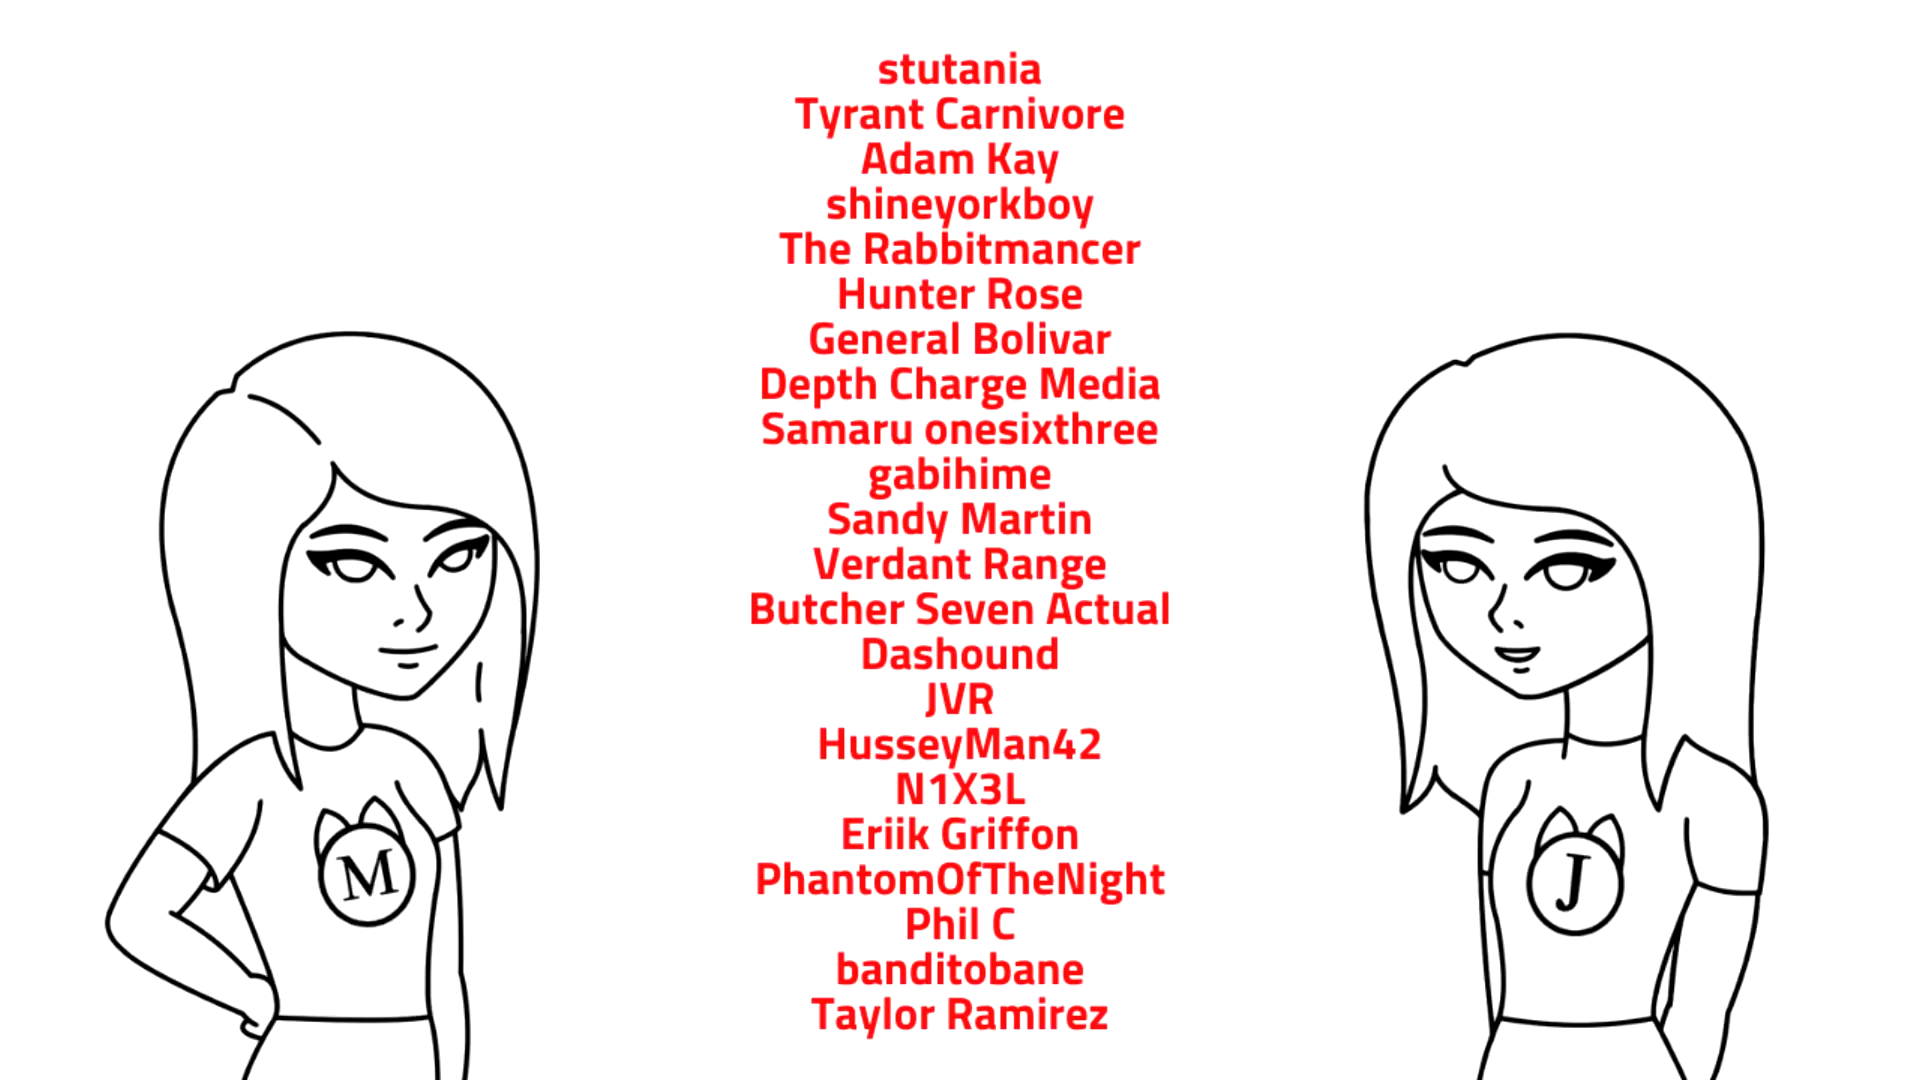 stutania
Tyrant Carnivore
Adam Kay
shineyorkboy
The Rabbitmancer
Hunter Rose
General Bolivar
Depth Charge Media
Samaru onesixthree
gabihime
Sandy Martin
Verdant Range
Butcher Seven Actual
Dashound
JVR
HusseyMan42
N1X3L
Eriik Griffon
PhantomOfTheNight
Phil C
banditobane
Taylor Ramirez
M
J